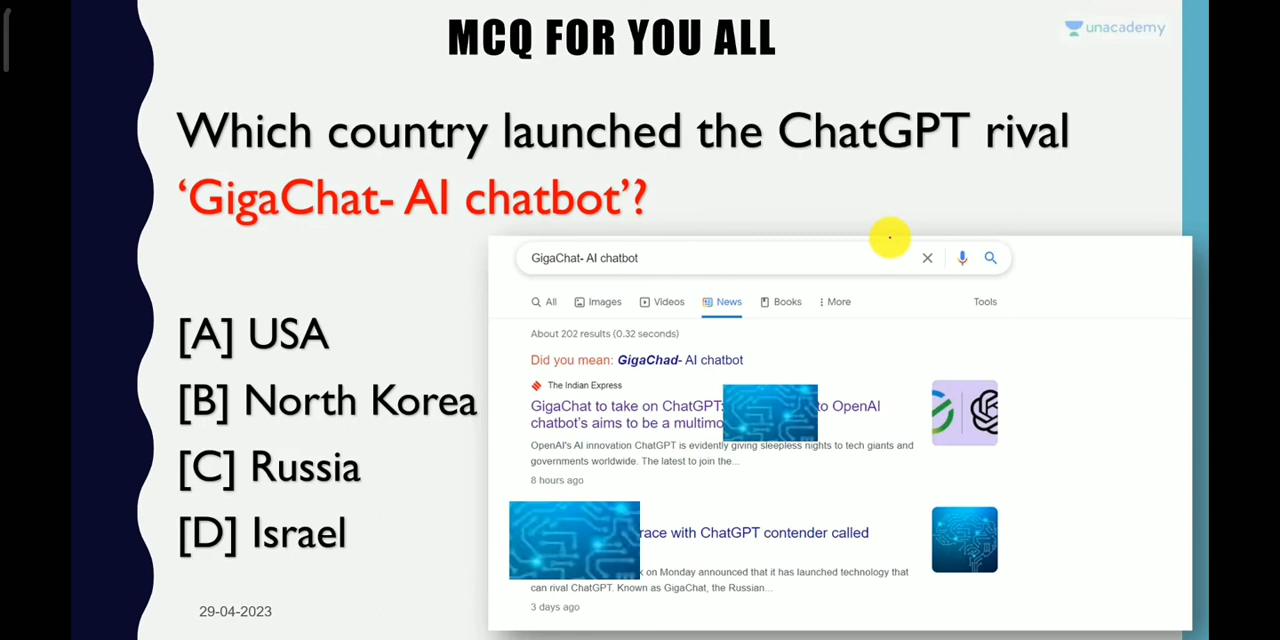 MCQ FOR YOU ALL
unacademy
Which country launched the ChatGPT rival
‘GigaChat- AI chatbot’?
[A] USA
[B] North Korea
[C] Russia
[D] Israel
29-04-2023
GigaChat- AI chatbot
All Images Videos News Books More Tools
About 202 results (0.32 seconds)
Did you mean: GigaChad- AI chatbot
The Indian Express
GigaChat to take on ChatGPT: to OpenAI
chatbot's aims to be a
OpenAI's AI innovation ChatGPT is evidently giving sleepless nights to tech giants and
governments worldwide. The latest to join the...
8 hours ago
race with ChatGPT contender called
on Monday announced that it has launched technology that
can rival ChatGPT. Known as GigaChat, the Russian...
3 days ago